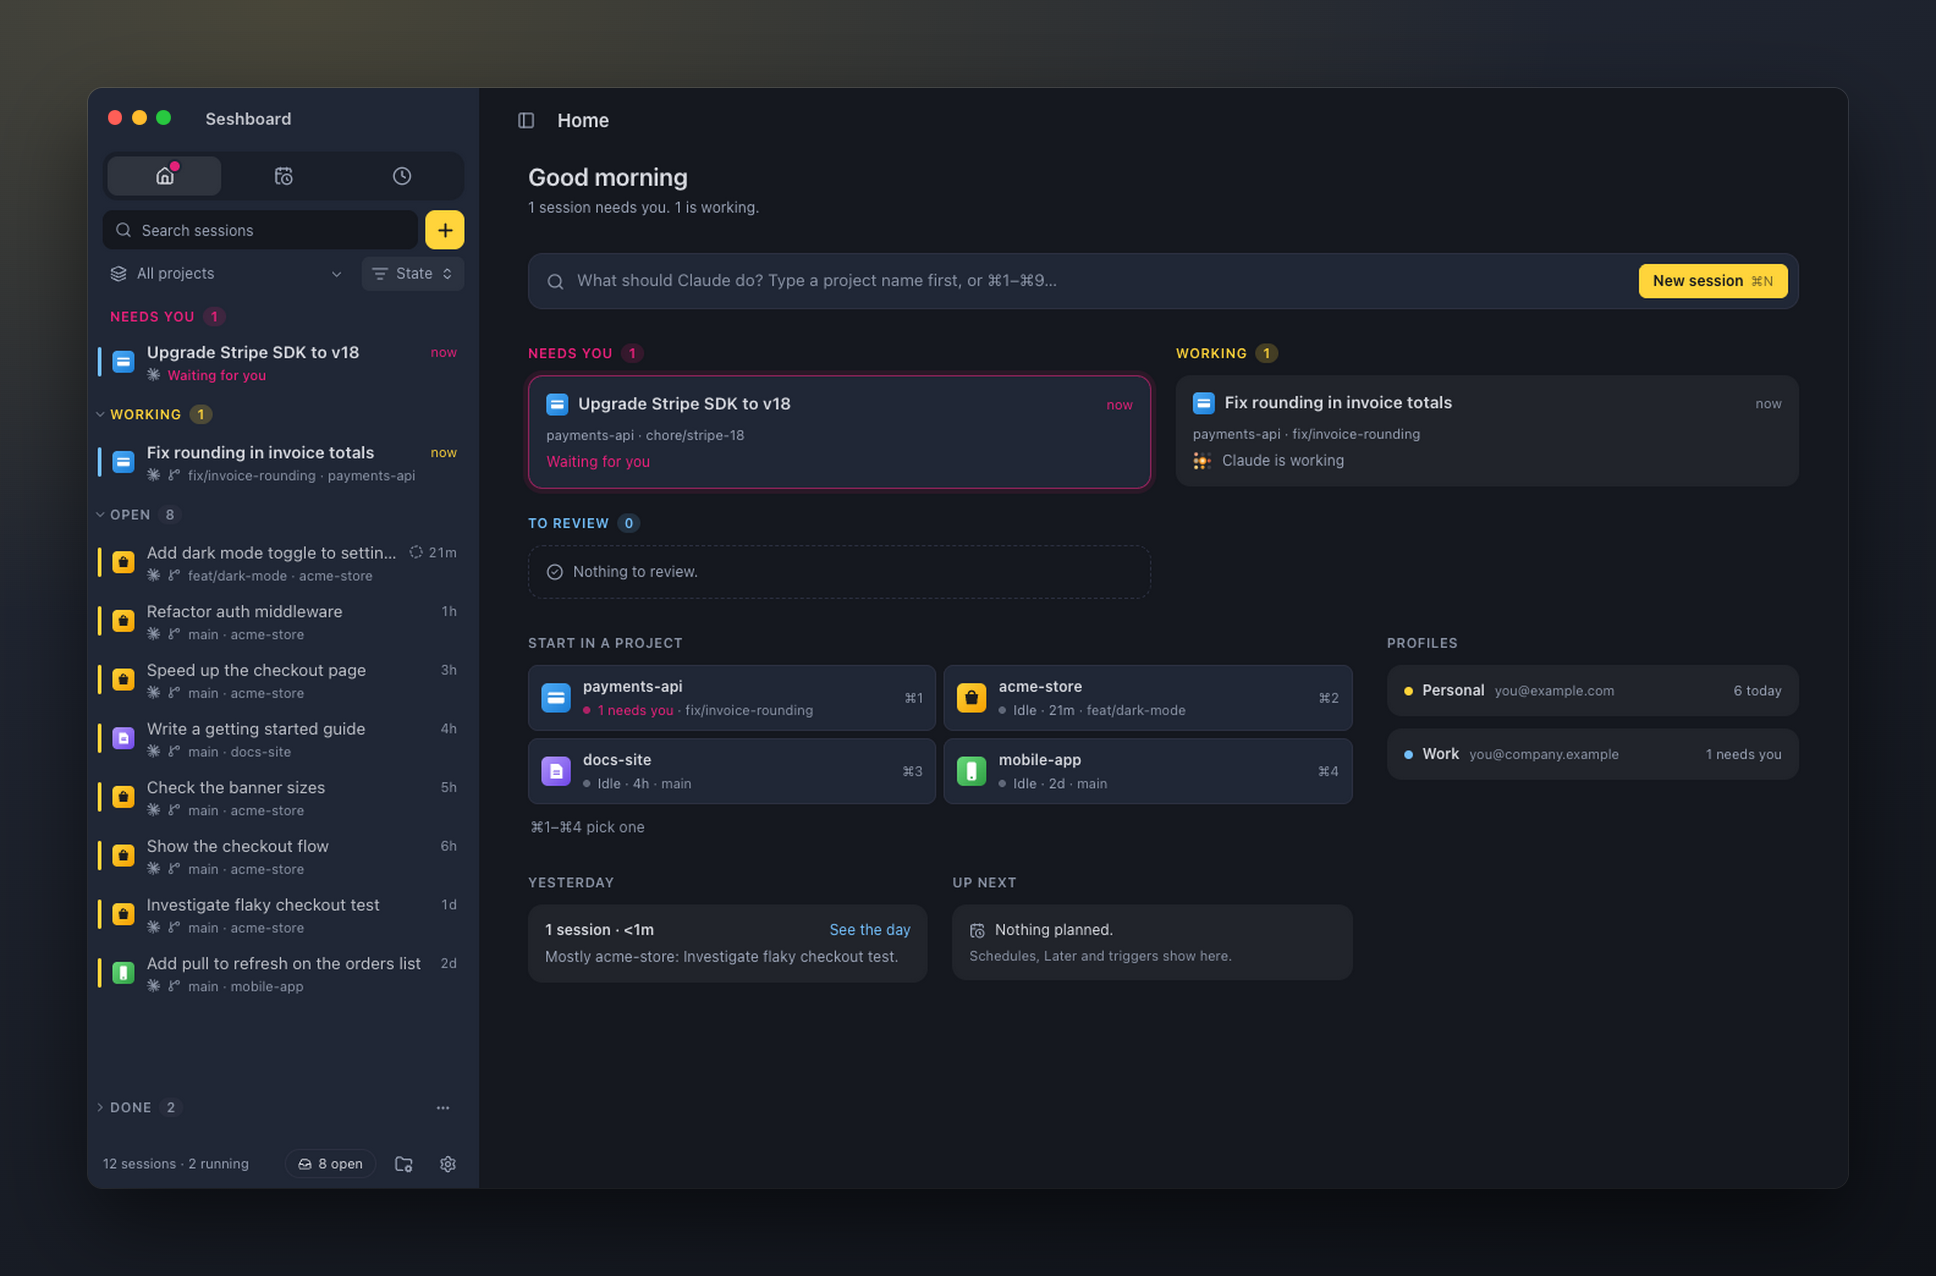 Seshboard
Search sessions
All projects
State
NEEDS YOU 1
Upgrade Stripe SDK to v18 now
Waiting for you
WORKING 1
Fix rounding in invoice totals now
fix/invoice-rounding · payments-api
OPEN 8
Add dark mode toggle to settin... 21m
feat/dark-mode · acme-store
Refactor auth middleware 1h
main · acme-store
Speed up the checkout page 3h
main · acme-store
Write a getting started guide 4h
main · docs-site
Check the banner sizes 5h
main · acme-store
Show the checkout flow 6h
main · acme-store
Investigate flaky checkout test 1d
main · acme-store
Add pull to refresh on the orders list 2d
main · mobile-app
DONE 2
12 sessions · 2 running
8 open
Home
Good morning
1 session needs you. 1 is working.
What should Claude do? Type a project name first, or ⌘1–⌘9...
New session ⌘N
NEEDS YOU 1
Upgrade Stripe SDK to v18 now
payments-api · chore/stripe-18
Waiting for you
WORKING 1
Fix rounding in invoice totals now
payments-api · fix/invoice-rounding
Claude is working
TO REVIEW 0
Nothing to review.
START IN A PROJECT
payments-api ⌘1
1 needs you · fix/invoice-rounding
acme-store ⌘2
Idle · 21m · feat/dark-mode
docs-site ⌘3
Idle · 4h · main
mobile-app ⌘4
Idle · 2d · main
⌘1–⌘4 pick one
PROFILES
Personal you@example.com 6 today
Work you@company.example 1 needs you
YESTERDAY
1 session · <1m See the day
Mostly acme-store: Investigate flaky checkout test.
UP NEXT
Nothing planned.
Schedules, Later and triggers show here.